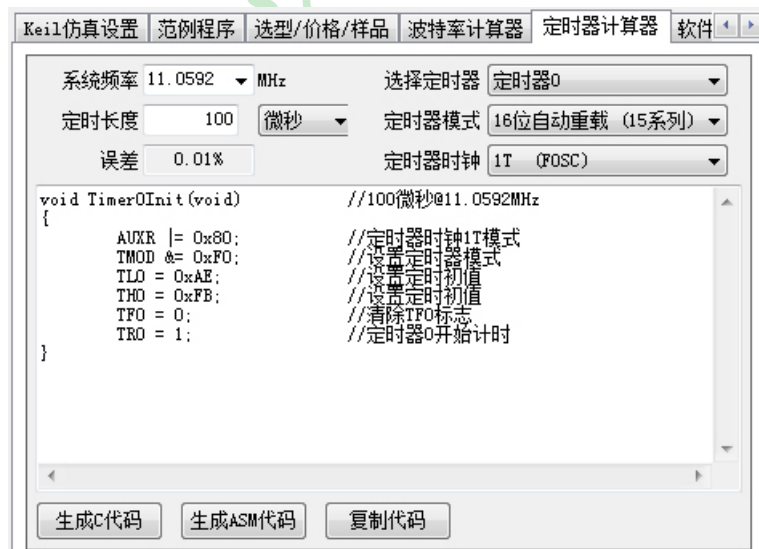 Keil仿真设置 范例程序 选型/价格/样品 波特率计算器 定时器计算器 软件
系统频率 11.0592 MHz 选择定时器 定时器0
定时长度 100 微秒 定时器模式 16位自动重载 (15系列)
误差 0.01% 定时器时钟 1T (FOSC)
void Timer0Init(void) //100微秒@11.0592MHz
{
AUXR |= 0x80; //定时器时钟1T模式
TMOD &= 0xF0; //设置定时器模式
TL0 = 0xAE; //设置定时初值
TH0 = 0xFB; //设置定时初值
TF0 = 0; //清除TF0标志
TR0 = 1; //定时器0开始计时
}
生成C代码 生成ASM代码 复制代码